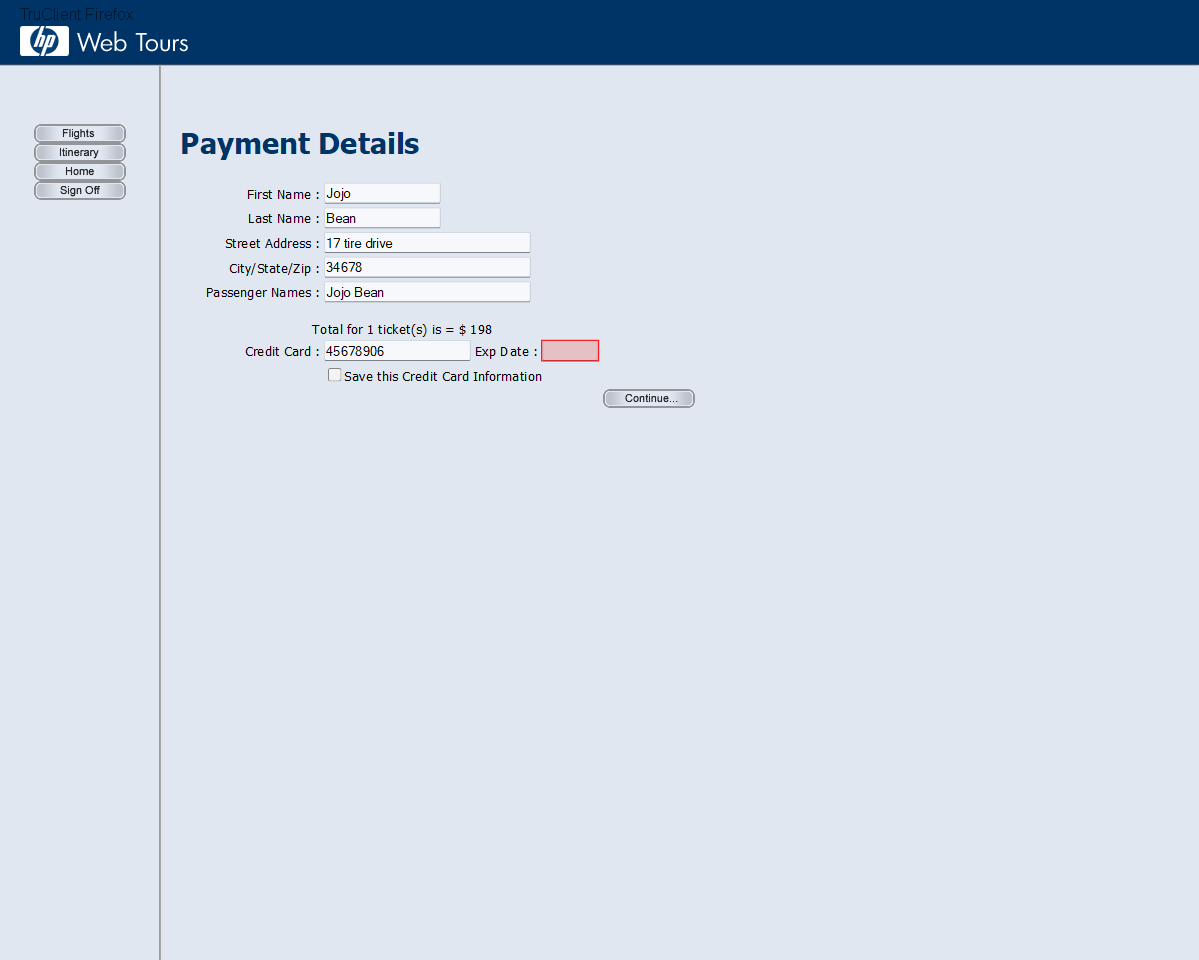 TruClient Firefox
hp Web Tours
Flights
Itinerary
Home
Sign Off
Payment Details
First Name : Jojo
Last Name : Bean
Street Address : 17 tire drive
City/State/Zip : 34678
Passenger Names : Jojo Bean
Total for 1 ticket(s) is = $ 198
Credit Card : 45678906 Exp Date :
Save this Credit Card Information
Continue...